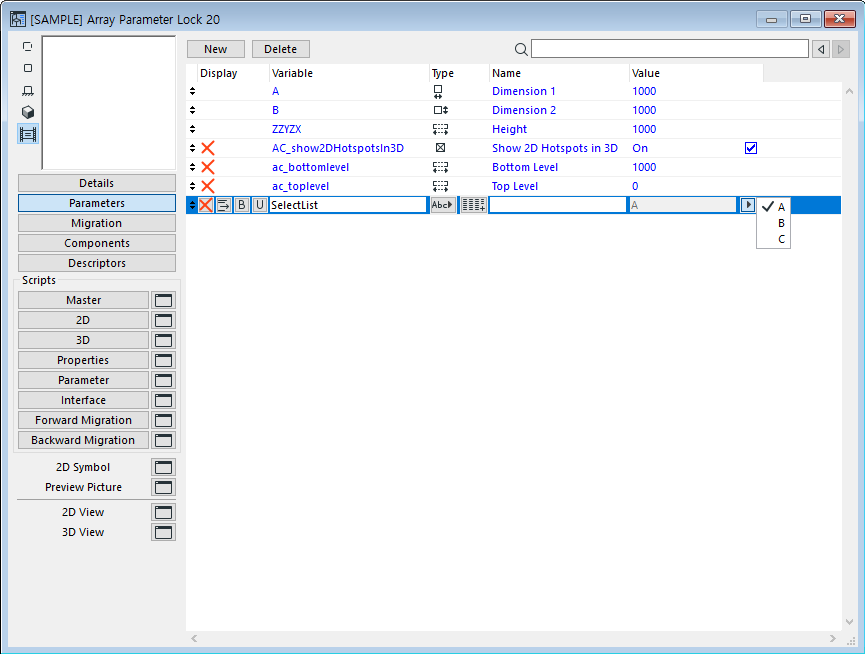 [SAMPLE] Array Parameter Lock 20
New Delete
Display Variable Type Name Value
A Dimension 1 1000
B Dimension 2 1000
ZZYZX Height 1000
AC_show2DHotspotsIn3D Show 2D Hotspots in 3D On
ac_bottomlevel Bottom Level 1000
ac_toplevel Top Level 0
B U SelectList Abc A
A
B
C
Details
Parameters
Migration
Components
Descriptors
Scripts
Master
2D
3D
Properties
Parameter
Interface
Forward Migration
Backward Migration
2D Symbol
Preview Picture
2D View
3D View